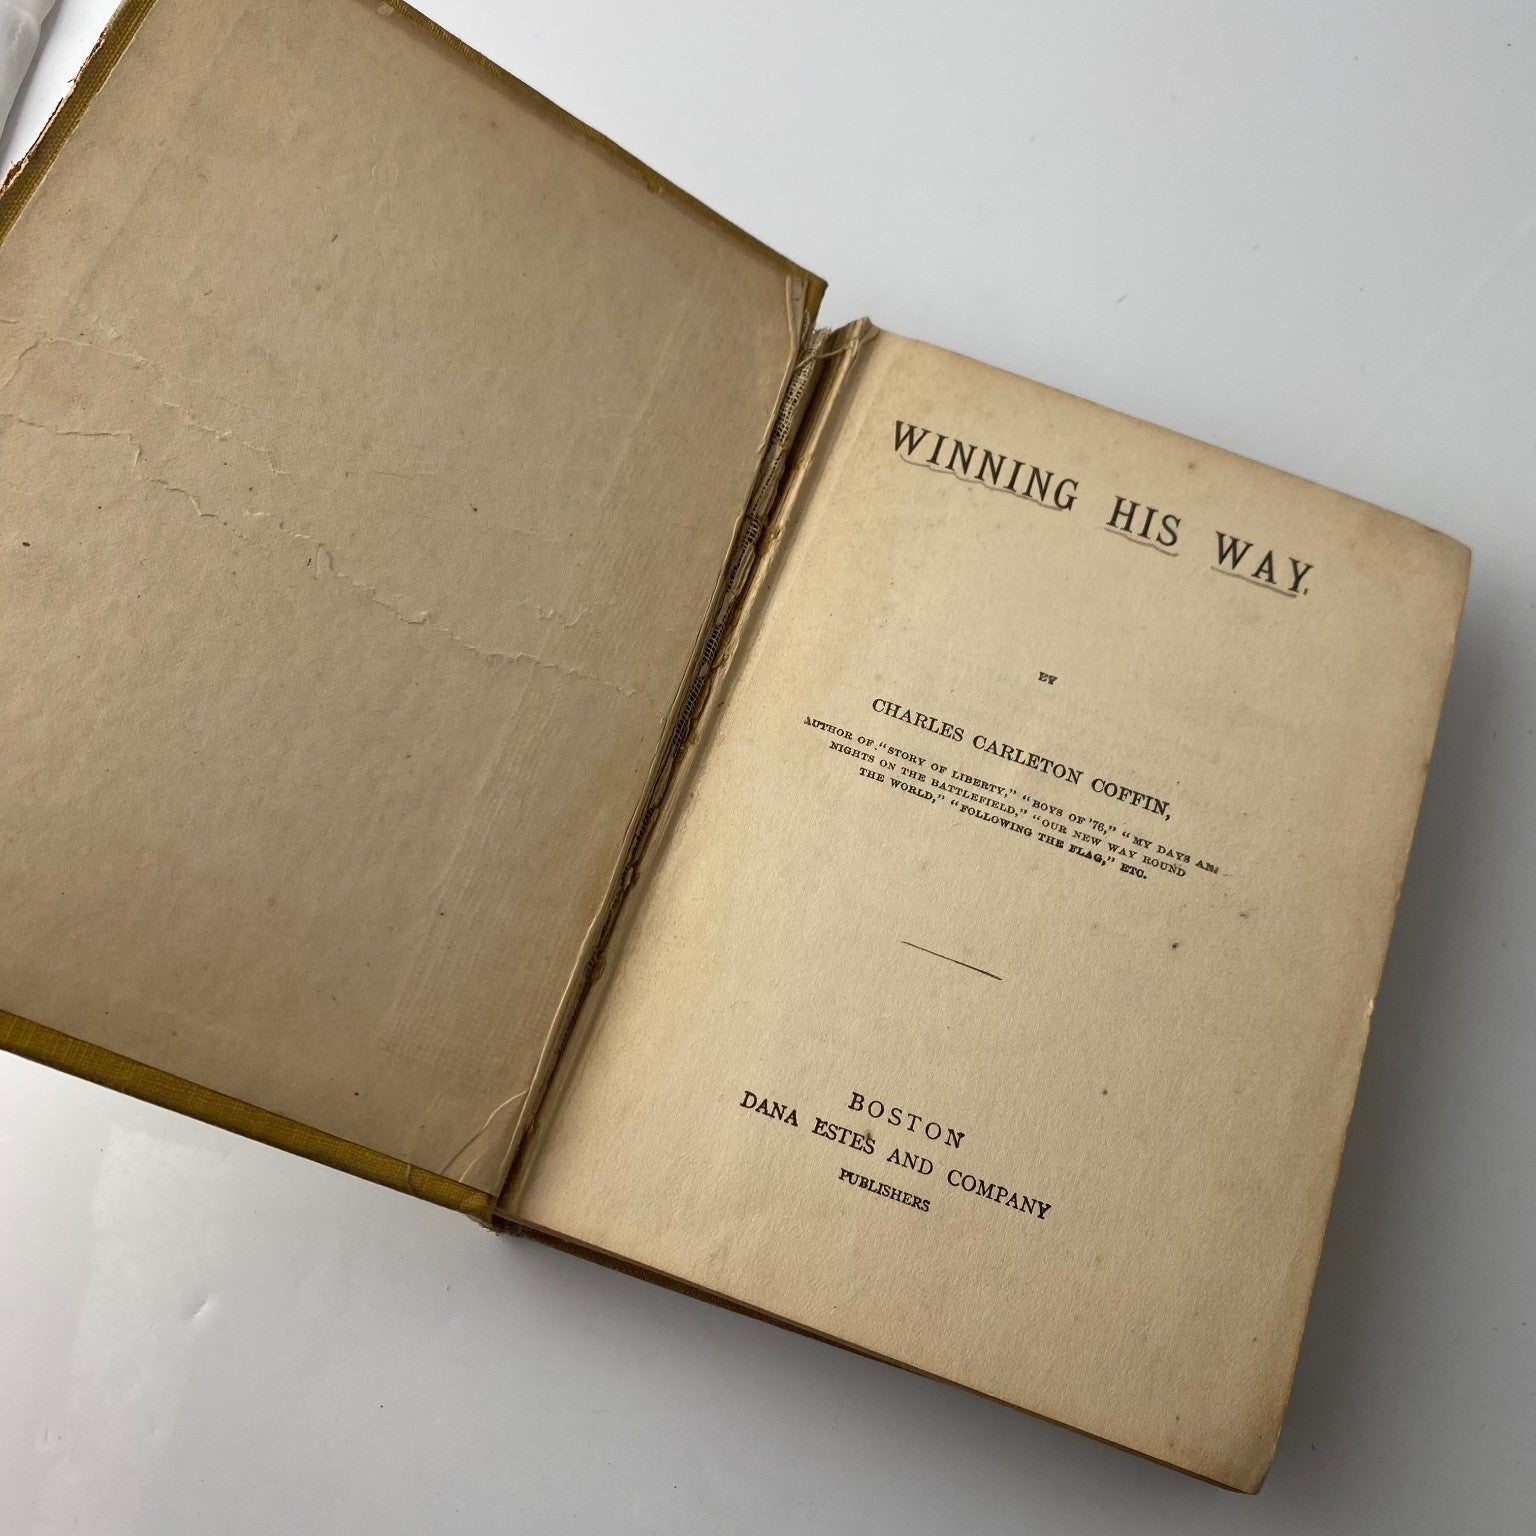 WINNING HIS WAY.
BY
CHARLES CARLETON COFFIN,
AUTHOR OF "STORY OF LIBERTY," "BOYS OF '76," "MY DAYS AND
NIGHTS ON THE BATTLEFIELD," "OUR NEW WAY ROUND
THE WORLD," "FOLLOWING THE FLAG," ETC.
BOSTON
DANA ESTES AND COMPANY
PUBLISHERS